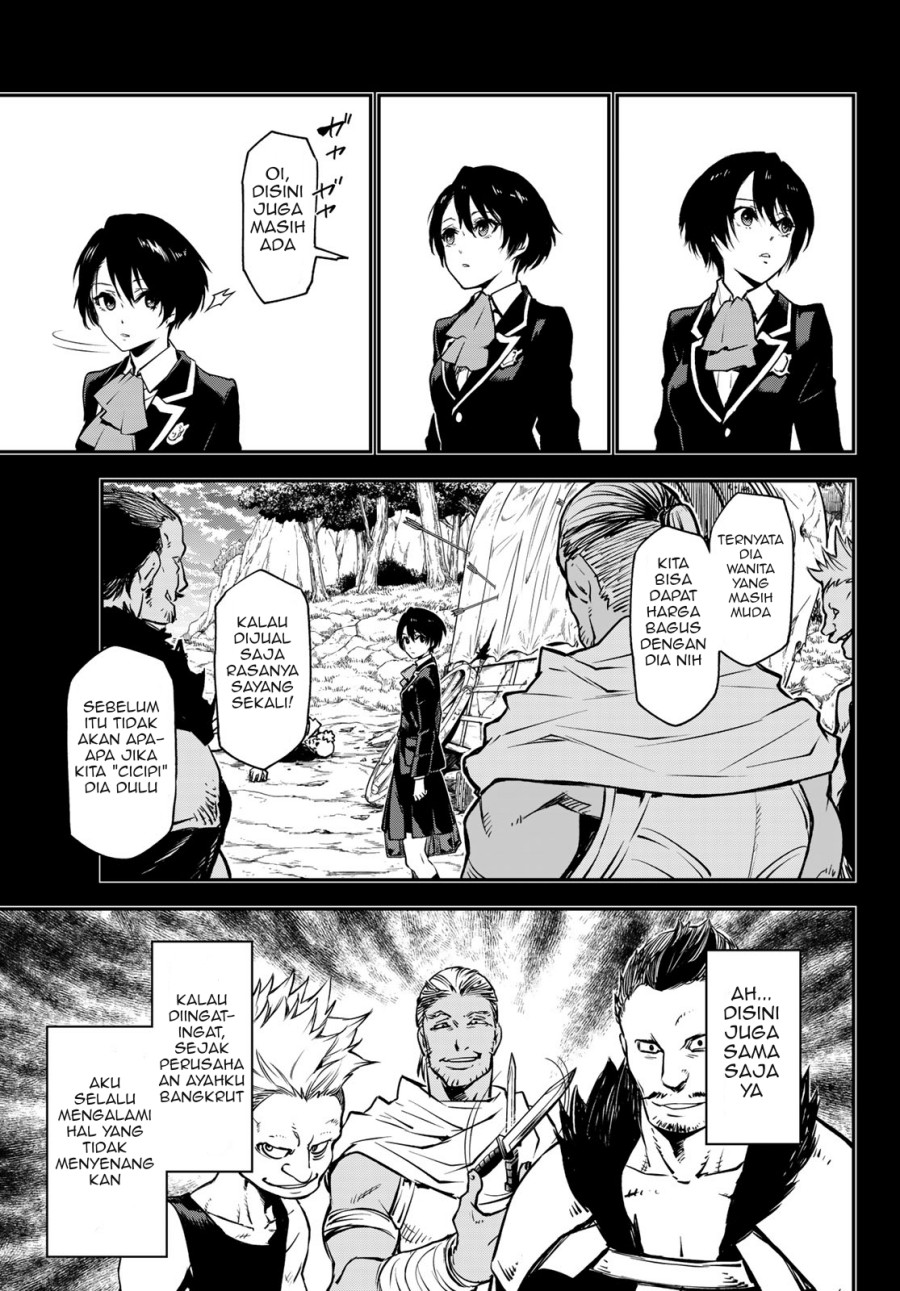 ザッ
ザッ
OI,
DISINI
JUGA
MASIH
ADA
TERNYATA
DIA
WANITA
YANG
MASIH
MUDA
KITA
BISA
DAPAT
HARGA
BAGUS
DENGAN
DIA NIH
KALAU
DIJUAL
SAJA
RASANYA
SAYANG
SEKALI!
SEBELUM
ITU TIDAK
AKAN APA-
APA JIKA
KITA "CICIPI"
DIA DULU
AH...
DISINI
JUGA
SAMA
SAJA
YA
KALAU
DIINGAT-
INGAT,
SEJAK
PERUSAHA
AN AYAHKU
BANGKRUT
AKU
SELALU
MENGALAMI
HAL YANG
TIDAK
MENYENANG
KAN